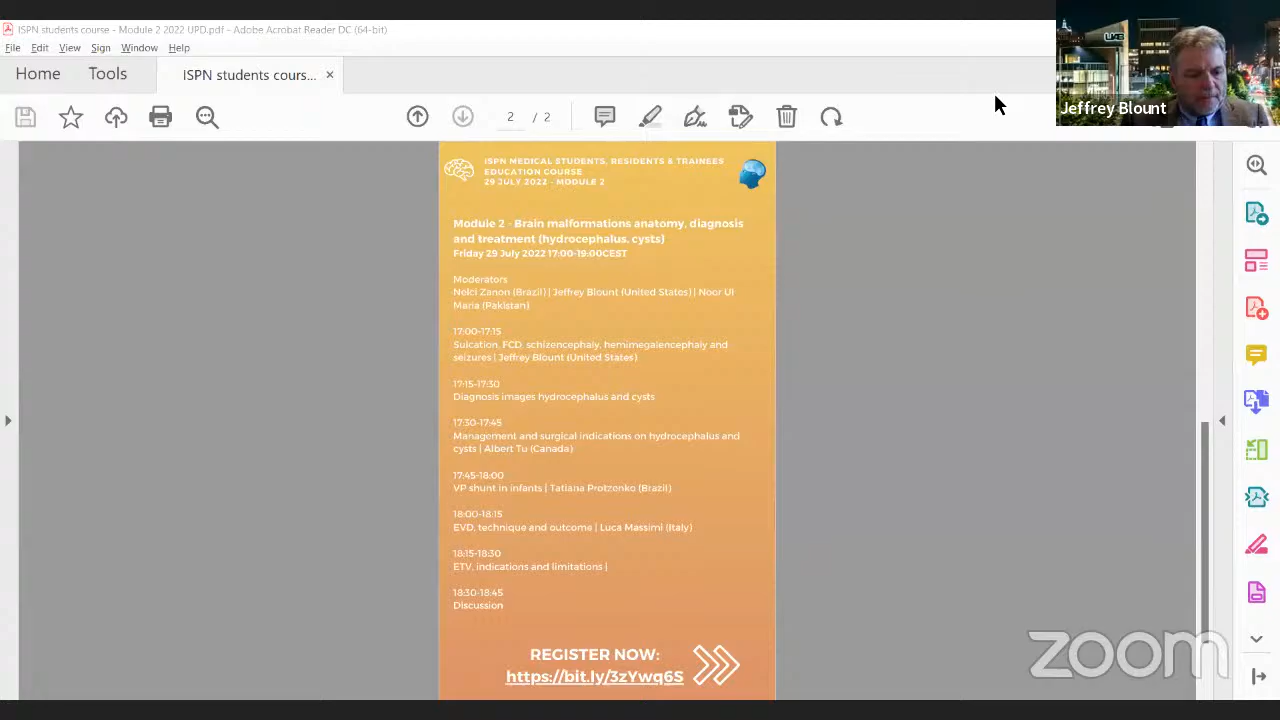 ISPN students course - Module 2 2022 UPD.pdf - Adobe Acrobat Reader DC (64-bit)
File Edit View Sign Window Help
Home Tools ISPN students cours... ×
2 / 2
UAB
Jeffrey Blount
ISPN MEDICAL STUDENTS, RESIDENTS & TRAINEES
EDUCATION COURSE
29 JULY 2022 - MODULE 2
Module 2 - Brain malformations anatomy, diagnosis
and treatment (hydrocephalus, cysts)
Friday 29 July 2022 17:00-19:00CEST
Moderators
Nelci Zanon (Brazil) | Jeffrey Blount (United States) | Noor Ul
Maria (Pakistan)
17:00-17:15
Sulcation, FCD, schizencephaly, hemimegalencephaly and
seizures | Jeffrey Blount (United States)
17:15-17:30
Diagnosis images hydrocephalus and cysts
17:30-17:45
Management and surgical indications on hydrocephalus and
cysts | Albert Tu (Canada)
17:45-18:00
VP shunt in infants | Tatiana Protzenko (Brazil)
18:00-18:15
EVD, technique and outcome | Luca Massimi (Italy)
18:15-18:30
ETV, indications and limitations |
18:30-18:45
Discussion
REGISTER NOW:
https://bit.ly/3zYwq6S
zoom